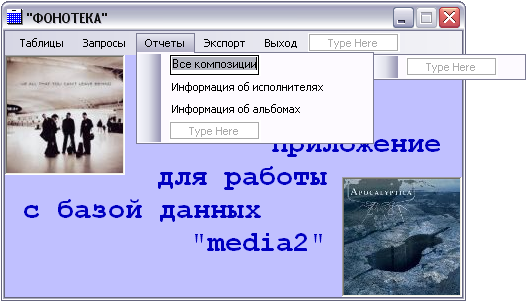 "ФОНОТЕКА"
Таблицы Запросы Отчеты Экспорт Выход Type Here
Все композиции Type Here
Информация об исполнителях
Информация об альбомах
Type Here
приложение
для работы
с базой данных
"media2"
APOCALYPTICA